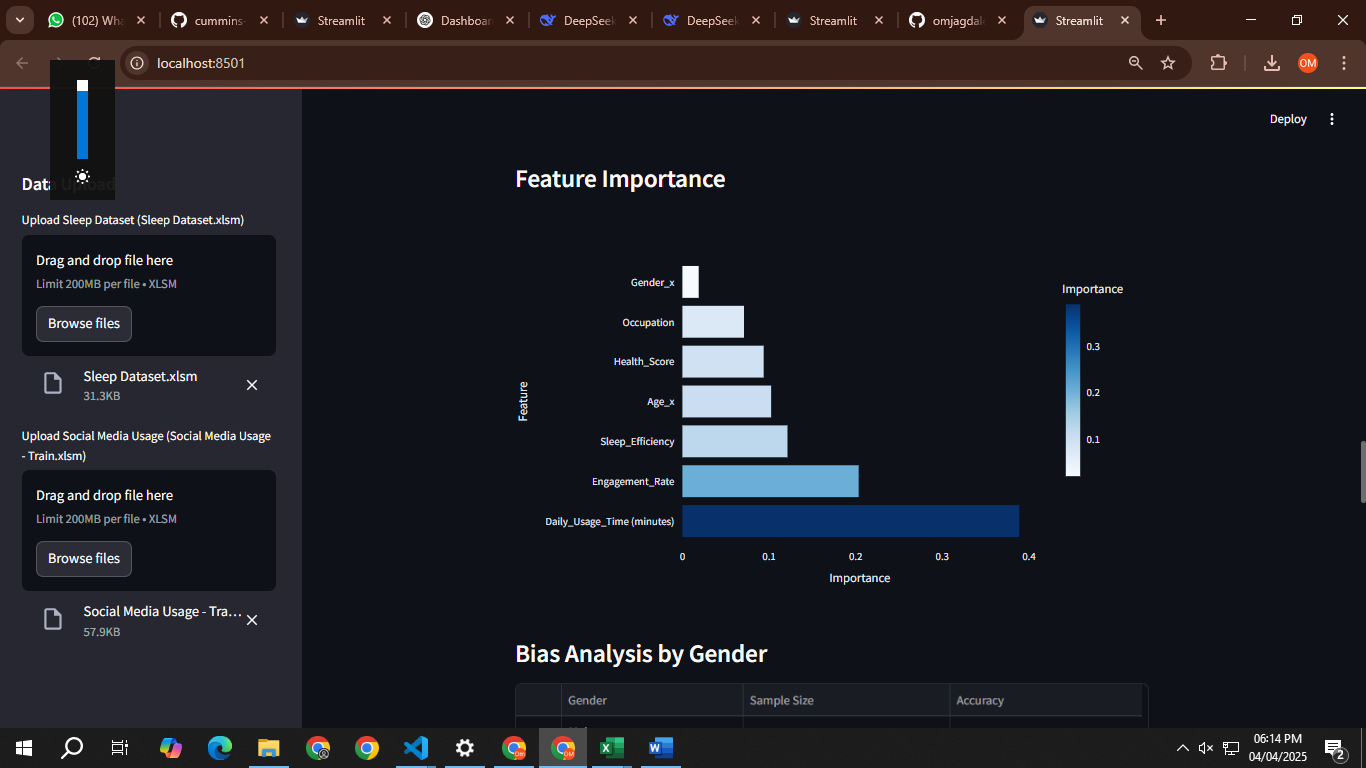 (102) Wha
cummins-
Streamlit
Dashboar
DeepSeek
DeepSeek
Streamlit
omjagdale
Streamlit
localhost:8501
OM
Deploy
Data Upload
Upload Sleep Dataset (Sleep Dataset.xlsm)
Drag and drop file here
Limit 200MB per file • XLSM
Browse files
Sleep Dataset.xlsm
31.3KB
Upload Social Media Usage (Social Media Usage
- Train.xlsm)
Drag and drop file here
Limit 200MB per file • XLSM
Browse files
Social Media Usage - Tra...
57.9KB
Feature Importance
Feature
Gender_x
Occupation
Health_Score
Age_x
Sleep_Efficiency
Engagement_Rate
Daily_Usage_Time (minutes)
0 0.1 0.2 0.3 0.4
Importance
Importance
0.3
0.2
0.1
Bias Analysis by Gender
Gender Sample Size Accuracy
06:14 PM
04/04/2025
2